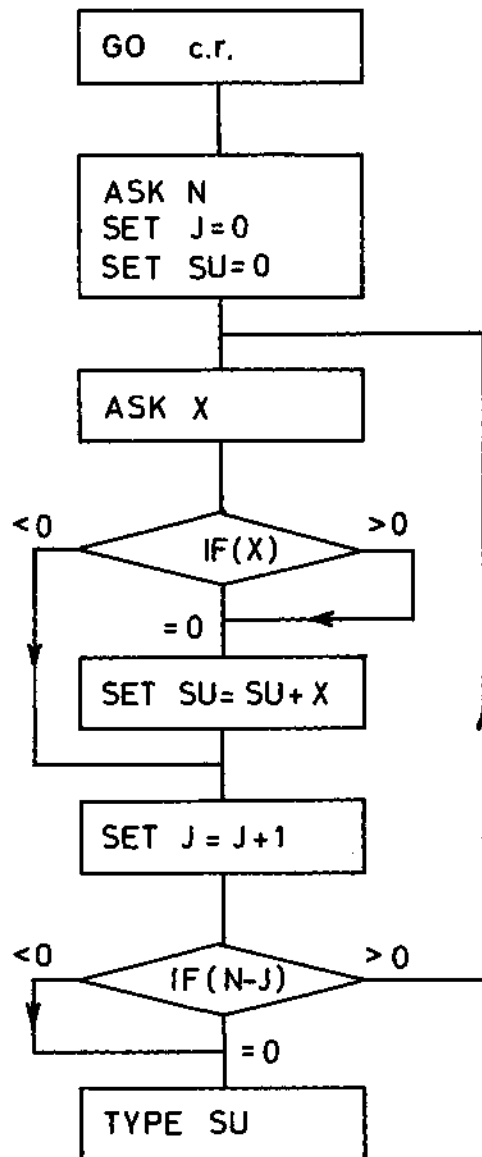 GO c.r.
ASK N
SET J=0
SET SU=0
ASK X
<0
>0
IF(X)
=0
SET SU=SU+X
SET J=J+1
<0
>0
IF(N-J)
=0
TYPE SU